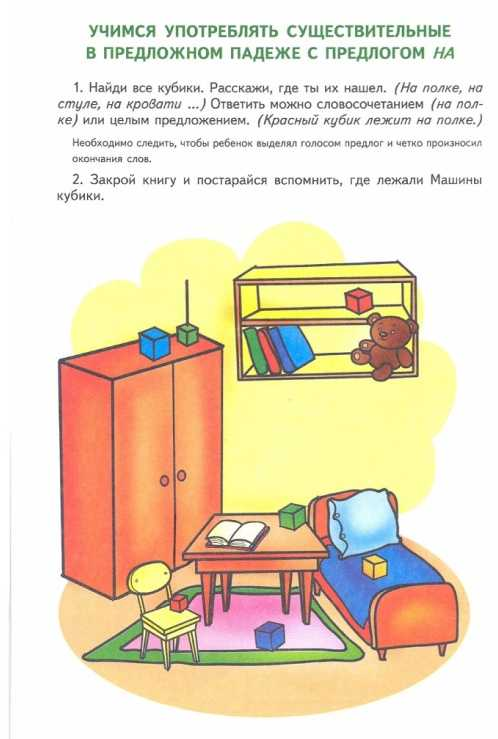 УЧИМСЯ УПОТРЕБЛЯТЬ СУЩЕСТВИТЕЛЬНЫЕ
В ПРЕДЛОЖНОМ ПАДЕЖЕ С ПРЕДЛОГОМ НА
1. Найди все кубики. Расскажи, где ты их нашел. (На полке, на
стуле, на кровати ...) Ответить можно словосочетанием (на пол-
ке) или целым предложением. (Красный кубик лежит на полке.)
Необходимо следить, чтобы ребенок выделял голосом предлог и четко произносил
окончания слов.
2. Закрой книгу и постарайся вспомнить, где лежали Машины
кубики.